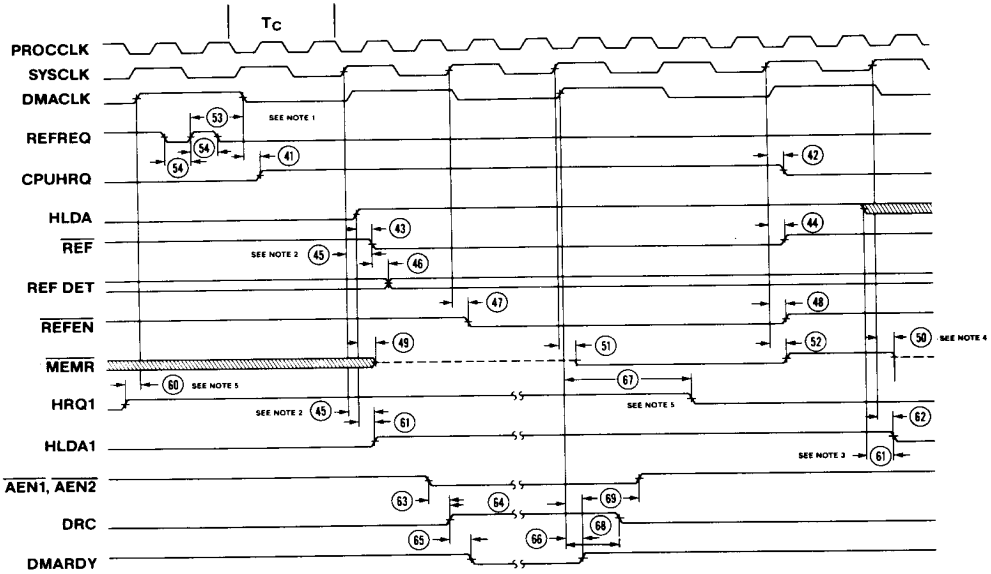 T_C
PROCCLK
SYSCLK
DMACLK
53 SEE NOTE 1
REFREQ
54 54 41 42
CPUHRQ
HLDA
43 44
REF
SEE NOTE 2 45 46
REF DET
47 48
REFEN
49 51 52 50 SEE NOTE 4
MEMR
60 SEE NOTE 5 67
HRQ1
SEE NOTE 2 45 SEE NOTE 5
61 62
HLDA1
SEE NOTE 3 61
AEN1, AEN2
63 64 69
DRC
68
65 66
DMARDY